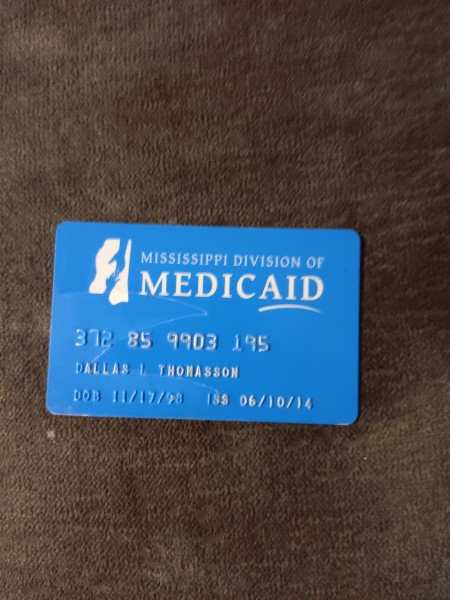 MISSISSIPPI DIVISION OF
MEDICAID
372 85 9903 195
DALLAS L THOMASSON
DOB 11/17/98 ISS 06/10/14